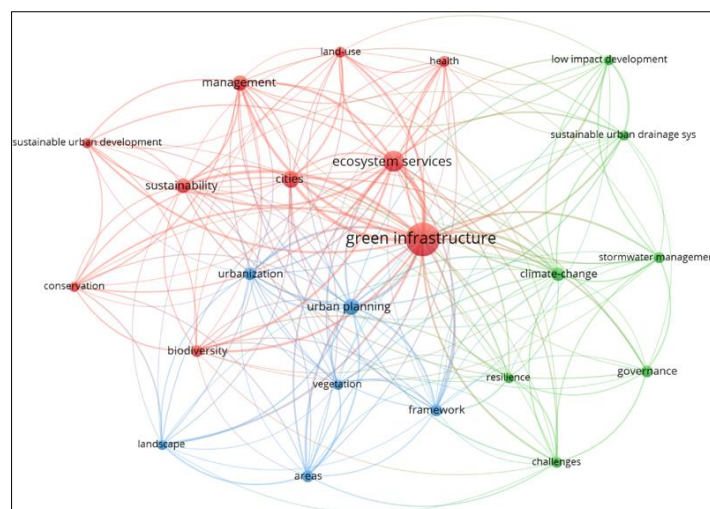 land-use
health
low impact development
management
sustainable urban drainage sys
sustainable urban development
ecosystem services
cities
sustainability
green infrastructure
stormwater management
urbanization
climate-change
conservation
urban planning
biodiversity
governance
resilience
vegetation
framework
landscape
challenges
areas